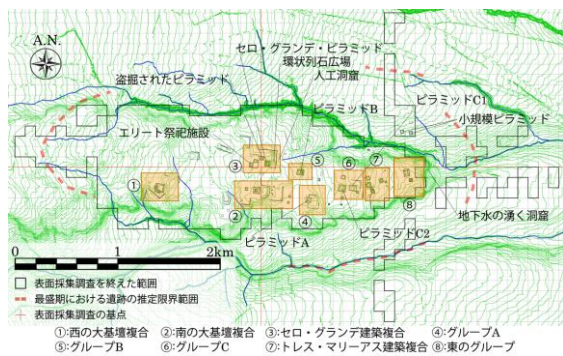 A.N.
セロ・グランデ・ピラミッド
環状列石広場
人工洞窟
盗掘されたピラミッド
ピラミッドB
ピラミッドC1
小規模ピラミッド
エリート祭祀施設
③
⑤
⑥
⑦
①
②
④
⑧
地下水の湧く洞窟
ピラミッドA
ピラミッドC2
0 1 2km
表面採集調査を終えた範囲
最盛期における遺跡の推定限界範囲
表面採集調査の基点
①:西の大基壇複合 ②:南の大基壇複合 ③:セロ・グランデ建築複合 ④:グループA
⑤:グループB ⑥:グループC ⑦:トレス・マリーアス建築複合 ⑧:東のグループ